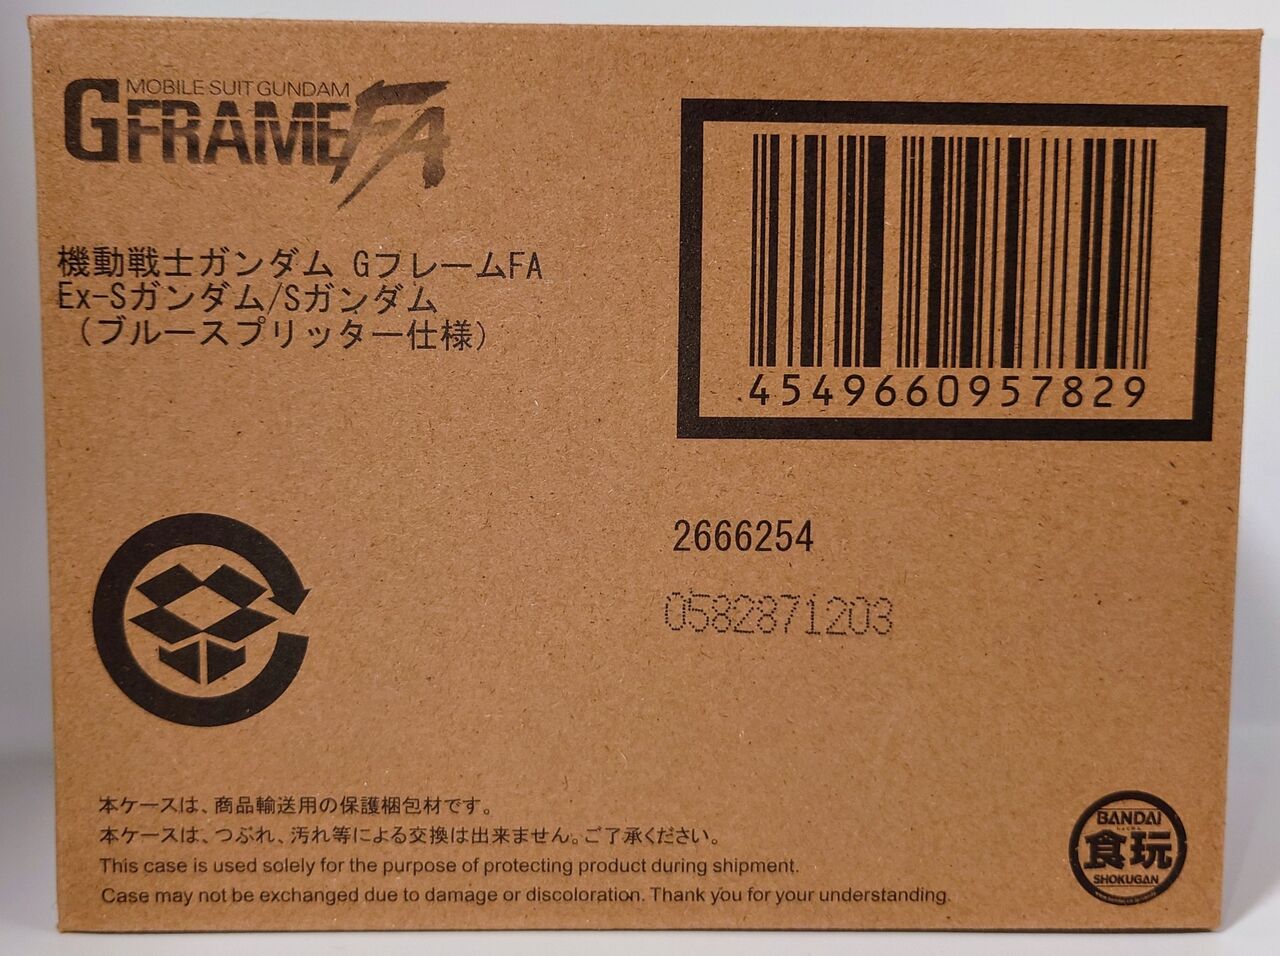 MOBILE SUIT GUNDAM
GFRAMEFA
機動戦士ガンダム GフレームFA
Ex-Sガンダム/Sガンダム
（ブルースプリッター仕様）
4549660957829
2666254
0582871203
本ケースは、商品輸送用の保護梱包材です。
本ケースは、つぶれ、汚れ等による交換は出来ません。ご了承ください。
This case is used solely for the purpose of protecting product during shipment.
Case may not be exchanged due to damage or discoloration. Thank you for your understanding.
BANDAI
食玩
SHOKUGAN